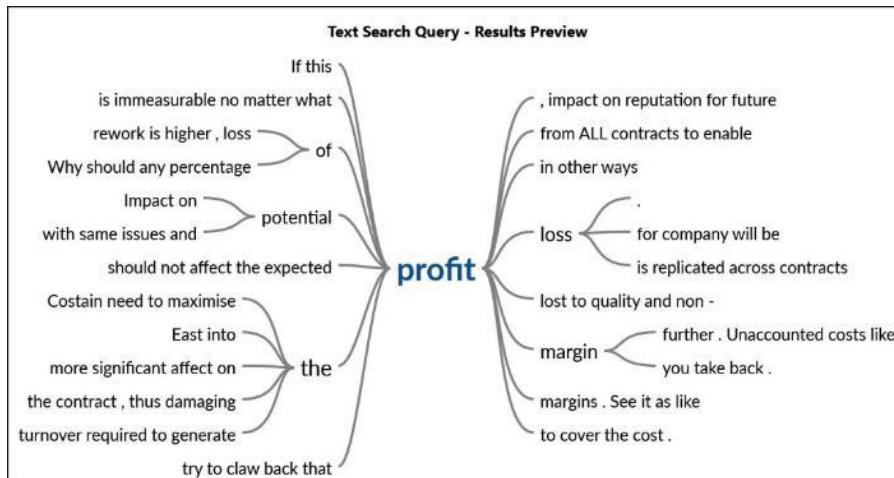 Text Search Query - Results Preview
If this
is immeasurable no matter what
rework is higher , loss
Why should any percentage
of
Impact on
with same issues and
potential
should not affect the expected
Costain need to maximise
East into
more significant affect on
the contract , thus damaging
turnover required to generate
the
try to claw back that
profit
, impact on reputation for future
from ALL contracts to enable
in other ways
loss
.
for company will be
is replicated across contracts
lost to quality and non -
margin
further . Unaccounted costs like
you take back .
margins . See it as like
to cover the cost .